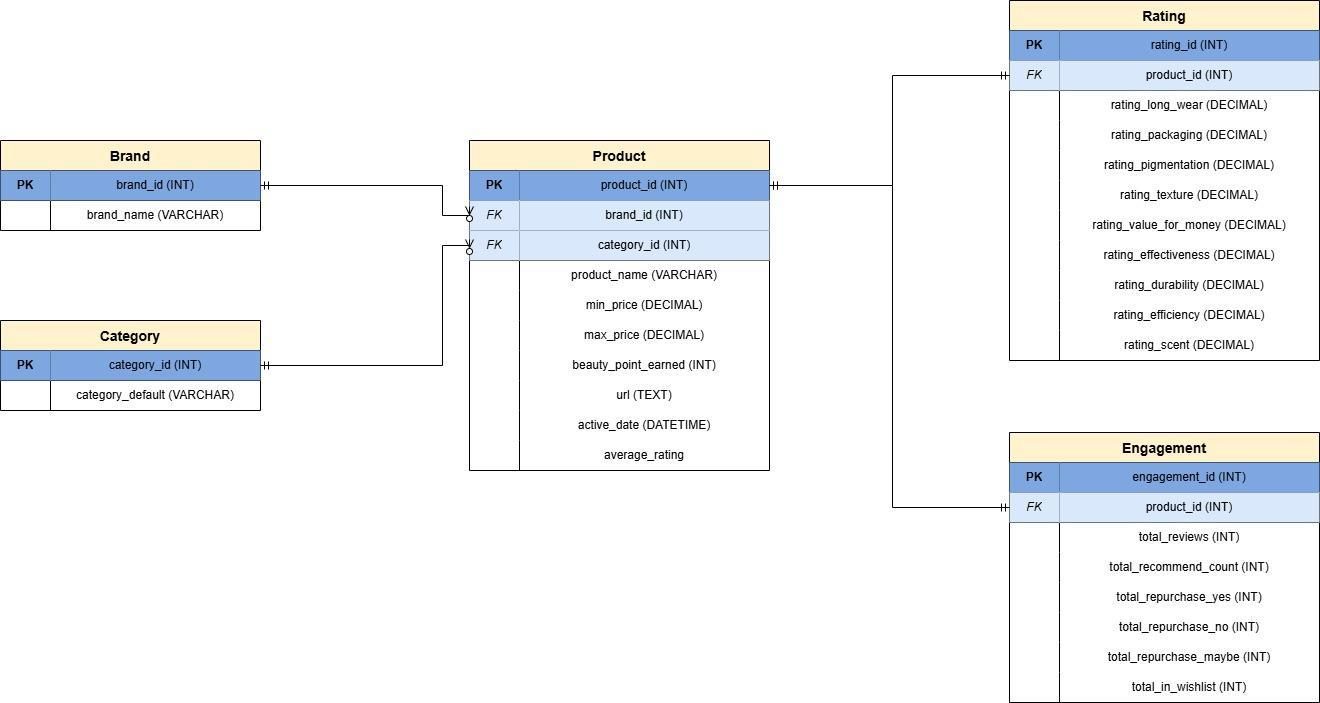 Brand
PK brand_id (INT)
brand_name (VARCHAR)
Category
PK category_id (INT)
category_default (VARCHAR)
Product
PK product_id (INT)
FK brand_id (INT)
FK category_id (INT)
product_name (VARCHAR)
min_price (DECIMAL)
max_price (DECIMAL)
beauty_point_earned (INT)
url (TEXT)
active_date (DATETIME)
average_rating
Rating
PK rating_id (INT)
FK product_id (INT)
rating_long_wear (DECIMAL)
rating_packaging (DECIMAL)
rating_pigmentation (DECIMAL)
rating_texture (DECIMAL)
rating_value_for_money (DECIMAL)
rating_effectiveness (DECIMAL)
rating_durability (DECIMAL)
rating_efficiency (DECIMAL)
rating_scent (DECIMAL)
Engagement
PK engagement_id (INT)
FK product_id (INT)
total_reviews (INT)
total_recommend_count (INT)
total_repurchase_yes (INT)
total_repurchase_no (INT)
total_repurchase_maybe (INT)
total_in_wishlist (INT)